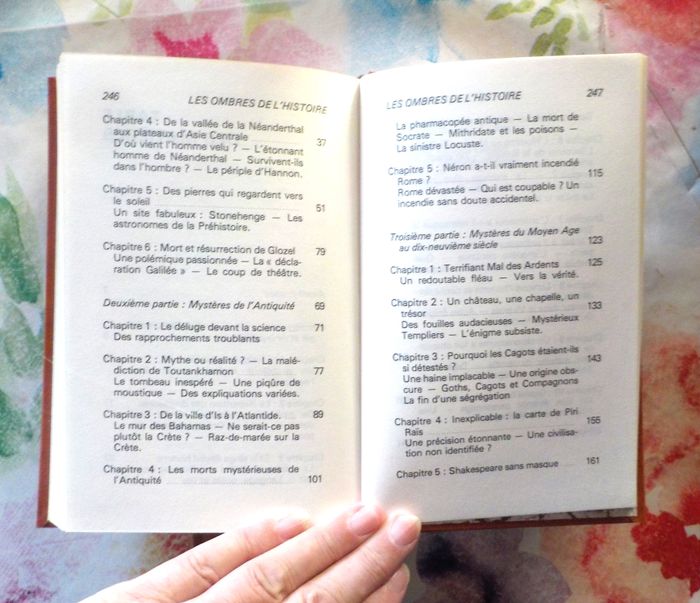 246
LES OMBRES DE L'HISTOIRE
Chapitre 4 : De la vallée de la Néanderthal
aux plateaux d'Asie Centrale 37
D'où vient l'homme velu ? — L'étonnant
homme de Néanderthal — Survivent-ils
dans l'hombre ? — Le périple d'Hannon.
Chapitre 5 : Des pierres qui regardent vers
le soleil 51
Un site fabuleux : Stonehenge — Les
astronomes de la Préhistoire.
Chapitre 6 : Mort et résurrection de Glozel 79
Une polémique passionnée — La « décla-
ration Galilée » — Le coup de théâtre.
Deuxième partie : Mystères de l'Antiquité 69
Chapitre 1 : Le déluge devant la science 71
Des rapprochements troublants
Chapitre 2 : Mythe ou réalité ? — La malé-
diction de Toutankhamon 77
Le tombeau inespéré — Une piqûre de
moustique — Des expliquations variées.
Chapitre 3 : De la ville d'Is à l'Atlantide. 89
Le mur des Bahamas — Ne serait-ce pas
plutôt la Crète ? — Raz-de-marée sur la
Crète.
Chapitre 4 : Les morts mystérieuses de
l'Antiquité 101
LES OMBRES DE L'HISTOIRE
247
La pharmacopée antique — La mort de
Socrate — Mithridate et les poisons —
La sinistre Locuste.
Chapitre 5 : Néron a-t-il vraiment incendié
Rome ? 115
Rome dévastée — Qui est coupable ? Un
incendie sans doute accidentel.
Troisième partie : Mystères du Moyen Age
au dix-neuvième siècle 123
Chapitre 1 : Terrifiant Mal des Ardents 125
Un redoutable fléau — Vers la vérité.
Chapitre 2 : Un château, une chapelle, un
trésor 133
Des fouilles audacieuses — Mystérieux
Templiers — L'énigme subsiste.
Chapitre 3 : Pourquoi les Cagots étaient-ils
si détestés ? 143
Une haine implacable — Une origine obs-
cure — Goths, Cagots et Compagnons
La fin d'une ségrégation
Chapitre 4 : Inexplicable : la carte de Piri
Raïs 155
Une précision étonnante — Une civilisa-
tion non identifiée ?
Chapitre 5 : Shakespeare sans masque 161